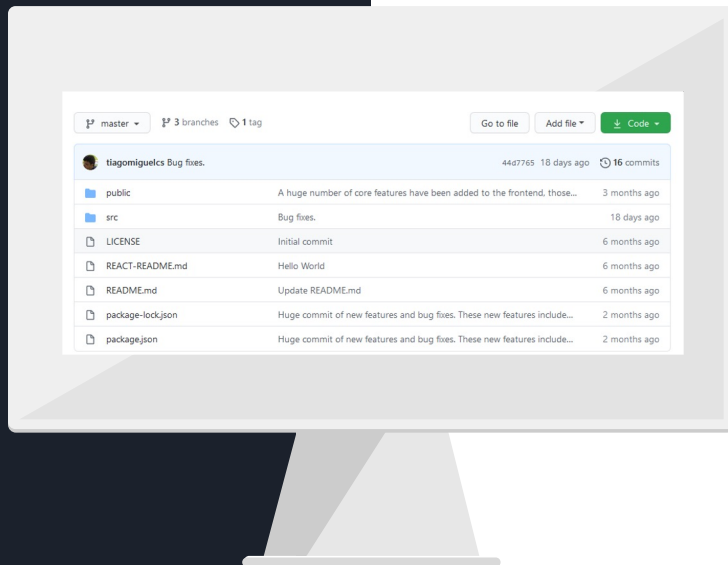 master 3 branches 1 tag Go to file Add file Code
tiagomiguelcs Bug fixes. 44d7765 18 days ago 16 commits
public A huge number of core features have been added to the frontend, those... 3 months ago
src Bug fixes. 18 day ago
LICENSE Initial commit 6 months ago
REACT-README.md Hello World 6 months ago
README.md Update README.md 6 months ago
package-lock.json Huge commit of new features and bug fixes. These new features include... 2 months ago
package.json Huge commit of new features and bug fixes. These new features include... 2 months ago